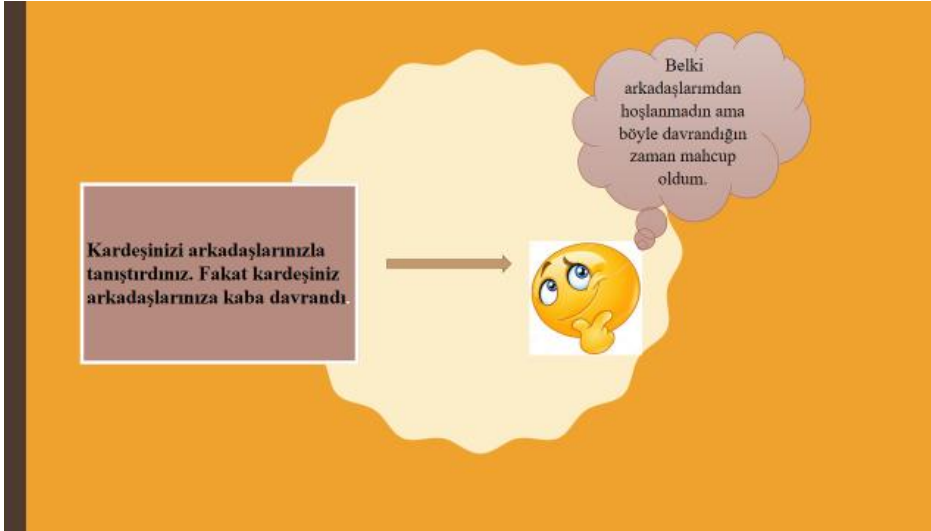 Kardeşinizi arkadaşlarınızla
tanıştırdınız. Fakat kardeşiniz
arkadaşlarınıza kaba davrandı.
Belki
arkadaşlarımdan
hoşlanmadın ama
böyle davrandığın
zaman mahcup
oldum.